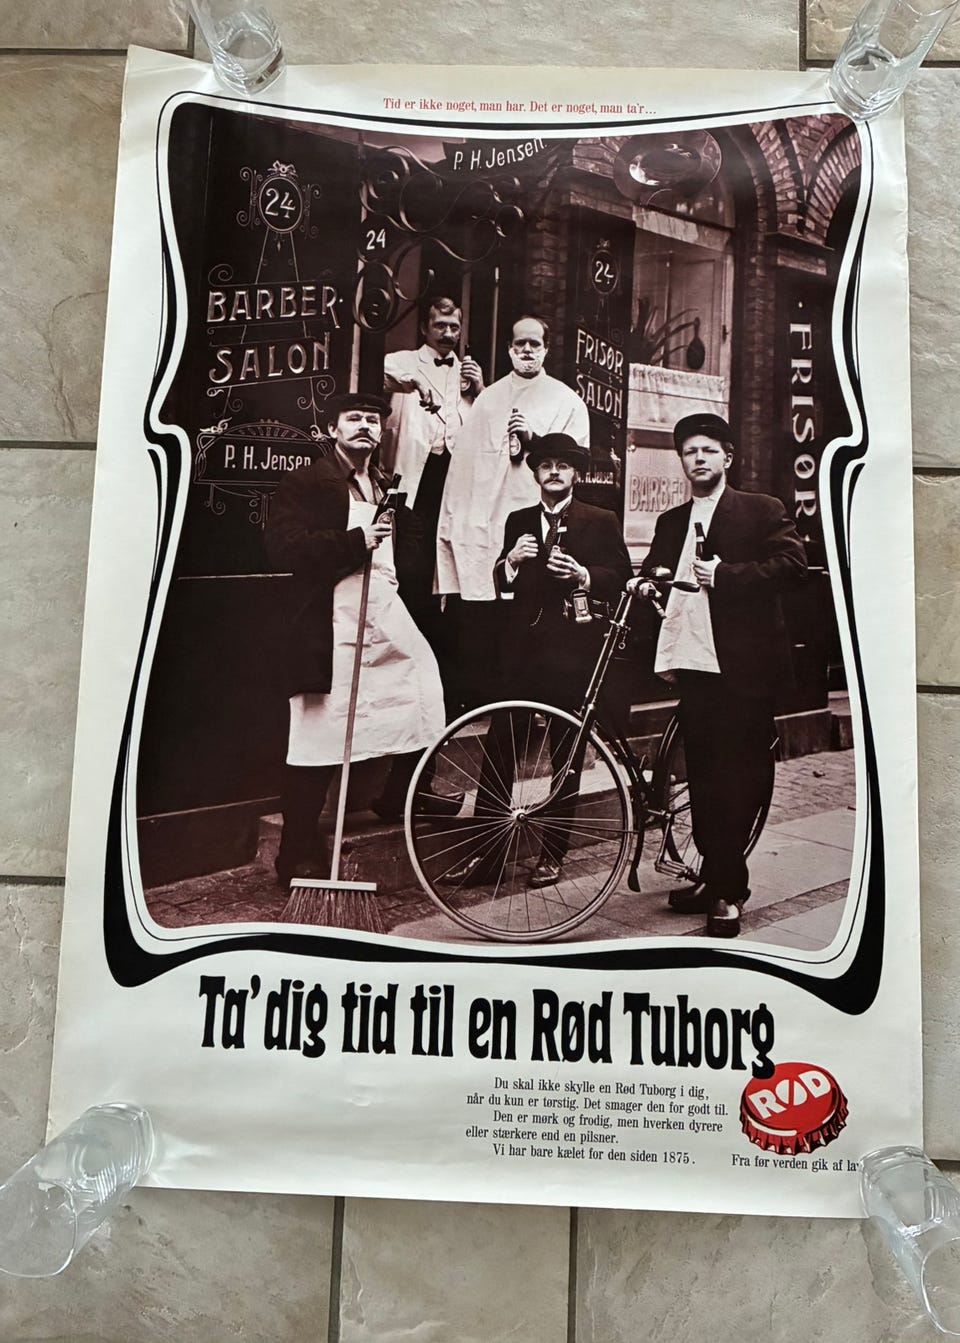 Tid er ikke noget, man har. Det er noget, man ta'r...
P. H. Jensen.
24
24
24
BARBER-
SALON
FRISØR
SALON
FRISØR
P. H. Jensen
H. Jensen
BARBER
Ta' dig tid til en Rød Tuborg
Du skal ikke skylle en Rød Tuborg i dig,
når du kun er tørstig. Det smager den for godt til.
Den er mørk og frodig, men hverken dyrere
eller stærkere end en pilsner.
Vi har bare kælet for den siden 1875.
RØD
Fra før verden gik af